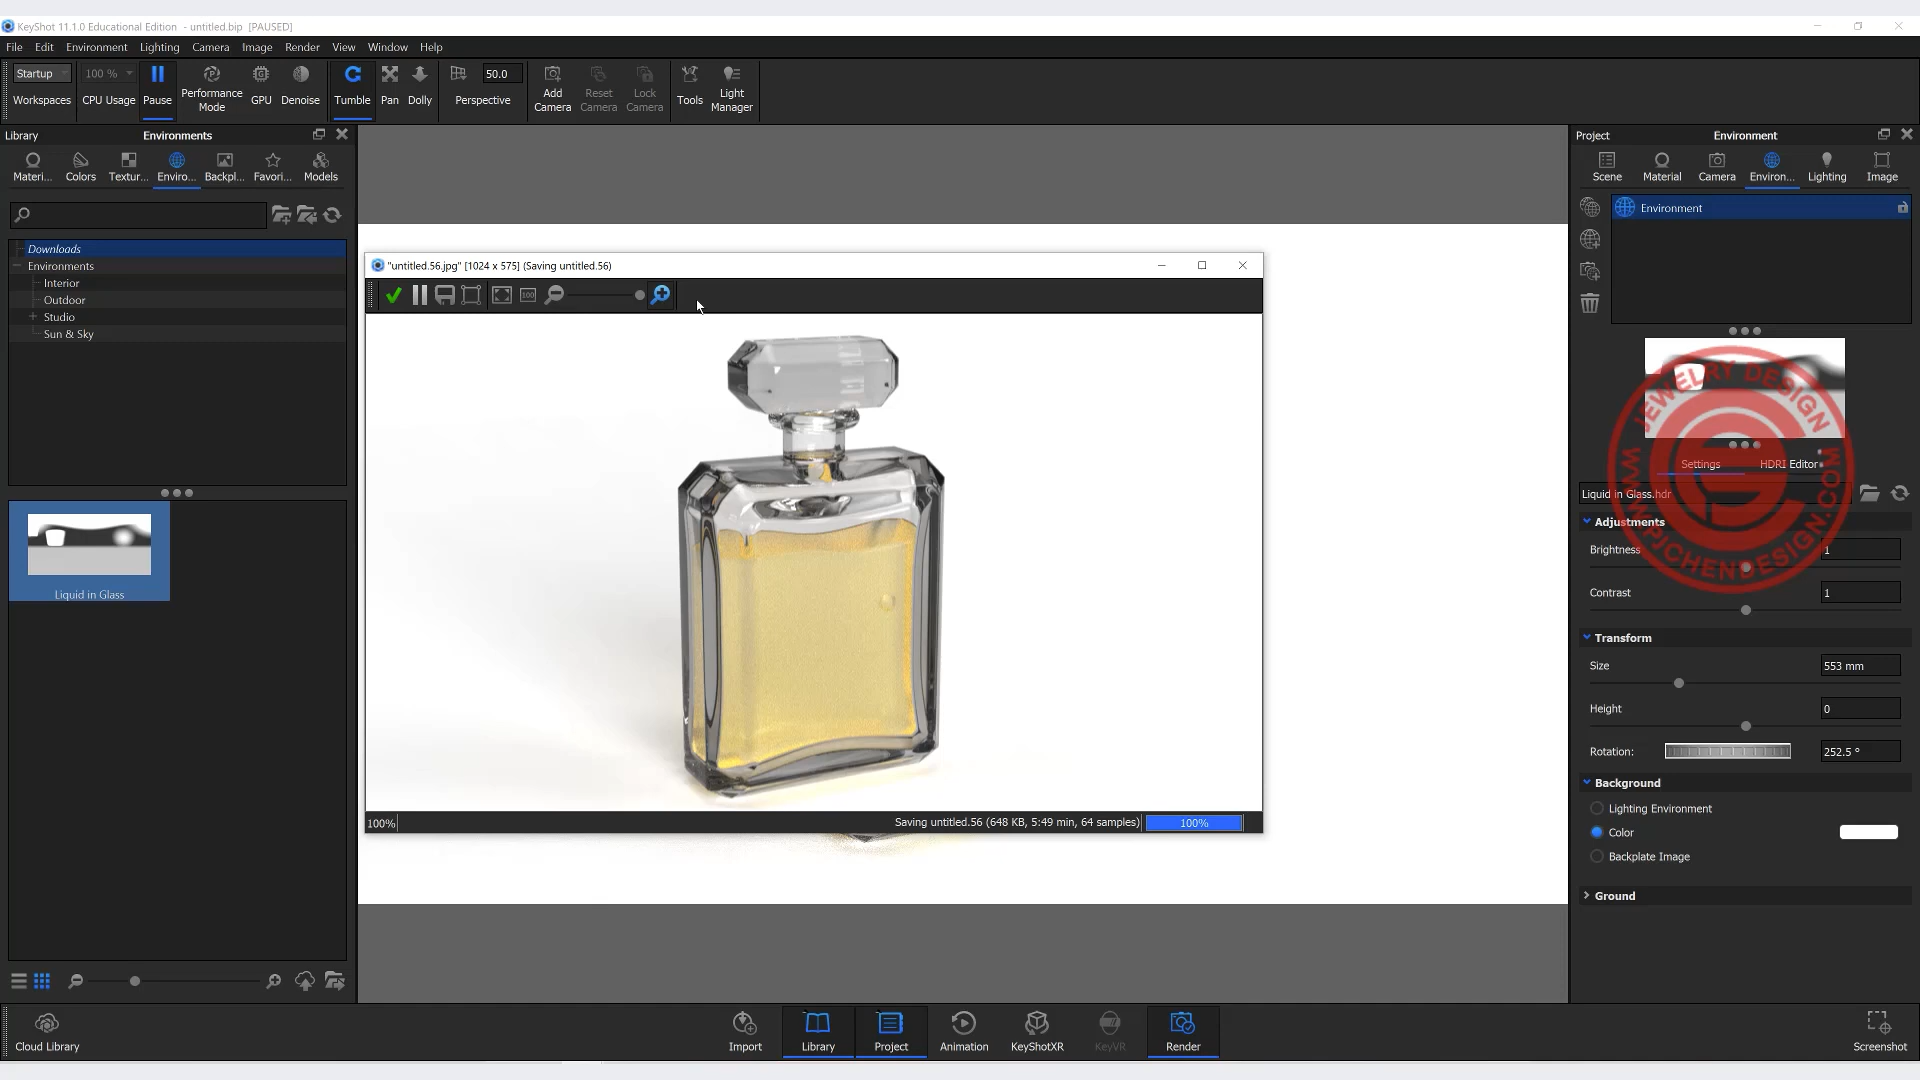 KeyShot 11.1.0 Educational Edition - untitled.bip [PAUSED]
File Edit Environment Lighting Camera Image Render View Window Help
Startup 100 % 50.0
Workspaces CPU Usage Pause Performance Mode GPU Denoise Tumble Pan Dolly Perspective Add Camera Reset Camera Lock Camera Tools Light Manager
Library Environments
Materi... Colors Textur... Enviro... Backpl... Favori... Models
Downloads
Environments
Interior
Outdoor
Studio
Sun & Sky
Liquid in Glass
"untitled.56.jpg" [1024 x 575] (Saving untitled.56)
100
100% Saving untitled.56 (648 KB, 5:49 min, 64 samples) 100%
Project Environment
Scene Material Camera Environ... Lighting Image
Environment
JEWELRY DESIGN
WWW.PJCHENDESIGN.COM
Settings HDRI Editor
Liquid in Glass.hdr
Adjustments
Brightness 1
Contrast 1
Transform
Size 553 mm
Height 0
Rotation: 252.5 °
Background
Lighting Environment
Color
Backplate Image
Ground
Cloud Library Import Library Project Animation KeyShotXR KeyVR Render Screenshot